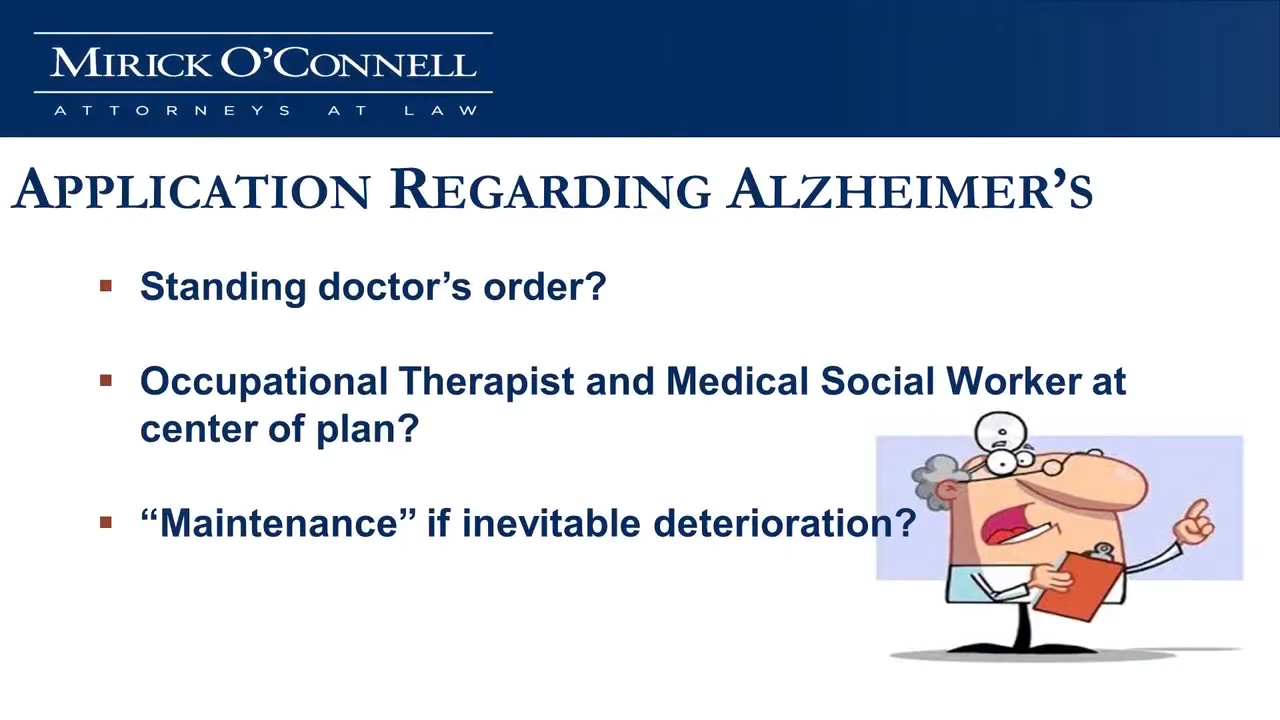 MIRICK O’CONNELL
ATTORNEYS AT LAW
APPLICATION REGARDING ALZHEIMER’S
Standing doctor’s order?
Occupational Therapist and Medical Social Worker at
center of plan?
“Maintenance” if inevitable deterioration?